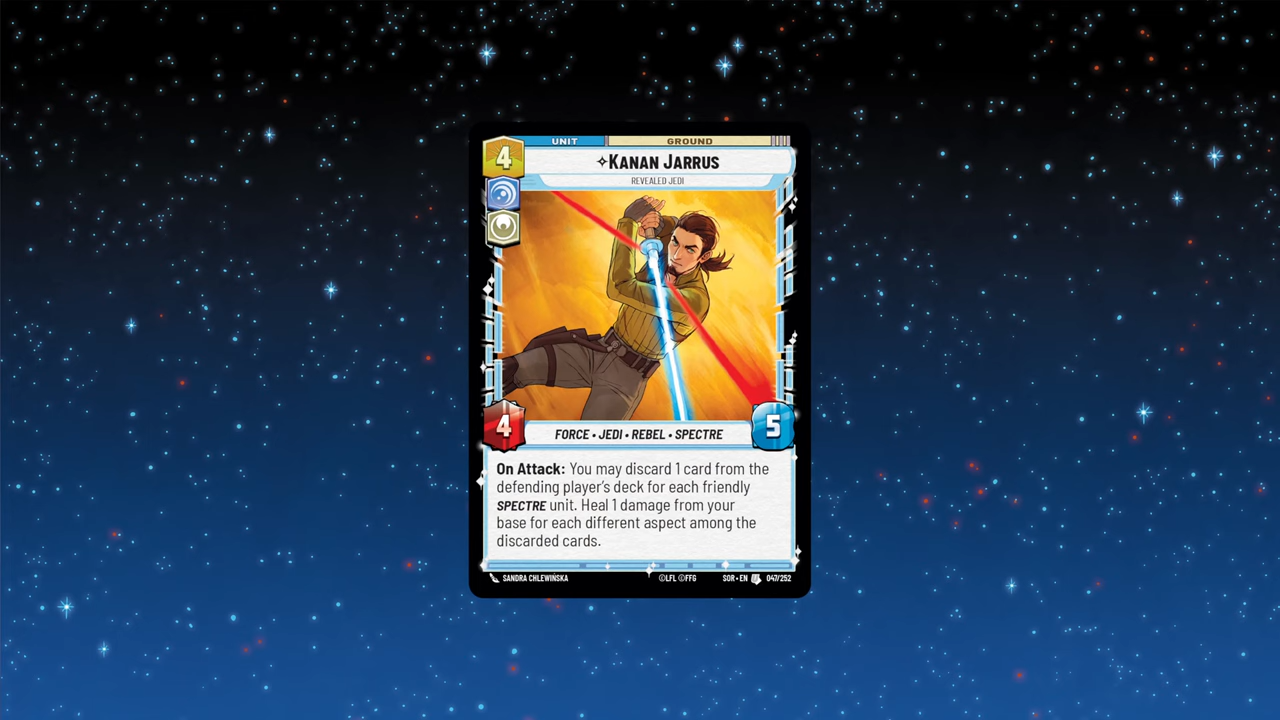 UNIT GROUND
4
✧KANAN JARRUS
REVEALED JEDI
4
FORCE • JEDI • REBEL • SPECTRE
5
On Attack: You may discard 1 card from the
defending player's deck for each friendly
SPECTRE unit. Heal 1 damage from your
base for each different aspect among the
discarded cards.
SANDRA CHLEWIŃSKA ©LFL ©FFG SOR • EN 047/252